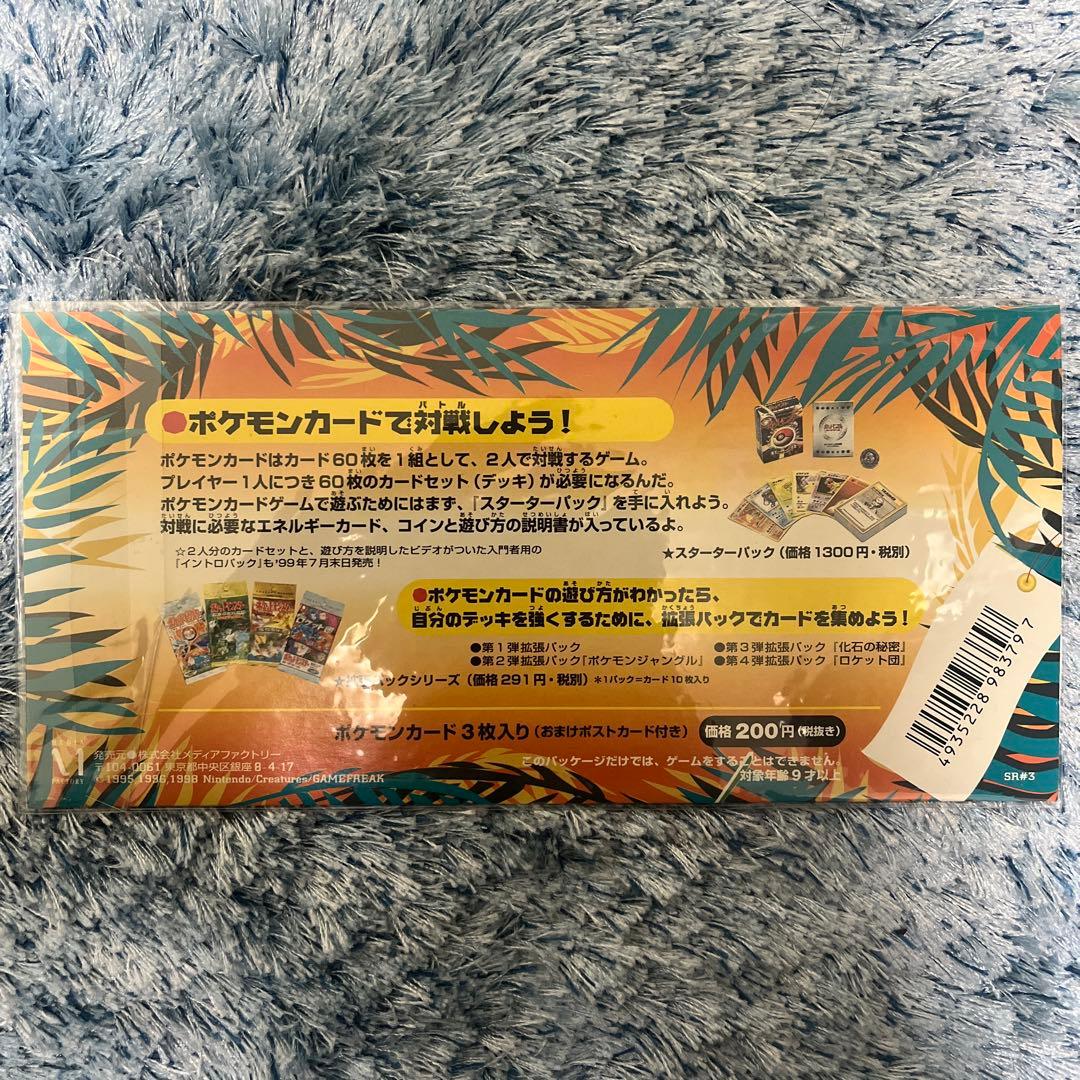 ●ポケモンカードで対戦しよう!
バトル
ポケモンカードはカード60枚を1組として、2人で対戦するゲーム。
プレイヤー1人につき60枚のカードセット(デッキ)が必要になるんだ。
ポケモンカードゲームで遊ぶためにはまず、『スターターパック』を手に入れよう。
対戦に必要なエネルギーカード、コインと遊び方の説明書が入っているよ。
☆2人分のカードセットと、遊び方を説明したビデオがついた入門者用の
『イントロパック』も'99年7月末日発売!
★スターターパック(価格1300円・税別)
●ポケモンカードの遊び方がわかったら、
自分のデッキを強くするために、拡張パックでカードを集めよう!
●第1弾拡張パック
●第2弾拡張パック『ポケモンジャングル』
●第3弾拡張パック『化石の秘密』
●第4弾拡張パック『ロケット団』
パックシリーズ(価格291円・税別)*1パック=カード10枚入り
ポケモンカード3枚入り(おまけポストカード付き)
価格200円(税抜き)
このパッケージだけでは、ゲームをすることはできません。
対象年齢9才以上
MEDIA
FACTORY
発売元●株式会社メディアファクトリー
〒104-0061 東京都中央区銀座8-4-17
©1995 1996,1998 Nintendo/Creatures/GAMEFREAK
4935228983797
SR#3